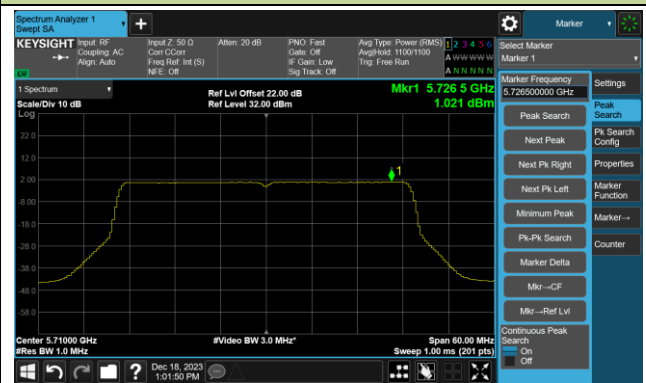 Spectrum Analyzer 1
Swept SA
Marker
KEYSIGHT
Input: RF
Coupling: AC
Align: Auto
Input Z: 50 Ω
Corr CCorr
Freq Ref: Int (S)
NFE: Off
Atten: 20 dB
PNO: Fast
Gate: Off
IF Gain: Low
Sig Track: Off
Avg Type: Power (RMS)
Avg|Hold: 1100/1100
Trig: Free Run
1 2 3 4 5 6
A W W W W W
A N N N N N
LXI
Select Marker
Marker 1
1 Spectrum
Scale/Div 10 dB
Log
Ref Lvl Offset 22.00 dB
Ref Level 32.00 dBm
Mkr1 5.726 5 GHz
1.021 dBm
22.0
12.0
-8.00
-18.0
-28.0
-38.0
-48.0
-58.0
1
Marker Frequency
5.726500000 GHz
Peak Search
Next Peak
Next Pk Right
Next Pk Left
Minimum Peak
Pk-Pk Search
Marker Delta
Mkr→CF
Mkr→Ref Lvl
Continuous Peak
Search
On
Off
Settings
Peak
Search
Pk Search
Config
Properties
Marker
Function
Marker→
Counter
Center 5.71000 GHz
#Res BW 1.0 MHz
#Video BW 3.0 MHz*
Span 60.00 MHz
Sweep 1.00 ms (201 pts)
?
Dec 18, 2023
1:01:50 PM